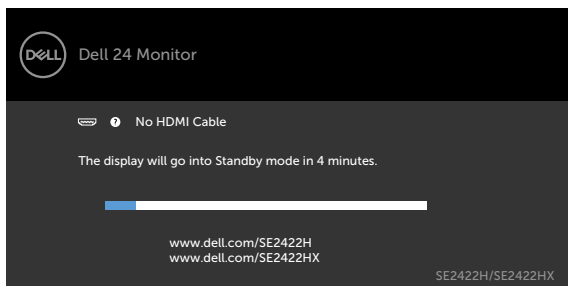 DELL
Dell 24 Monitor
? No HDMI Cable
The display will go into Standby mode in 4 minutes.
www.dell.com/SE2422H
www.dell.com/SE2422HX
SE2422H/SE2422HX